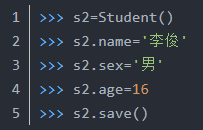 1 >>> s2=Student()
2 >>> s2.name='李俊'
3 >>> s2.sex='男'
4 >>> s2.age=16
5 >>> s2.save()